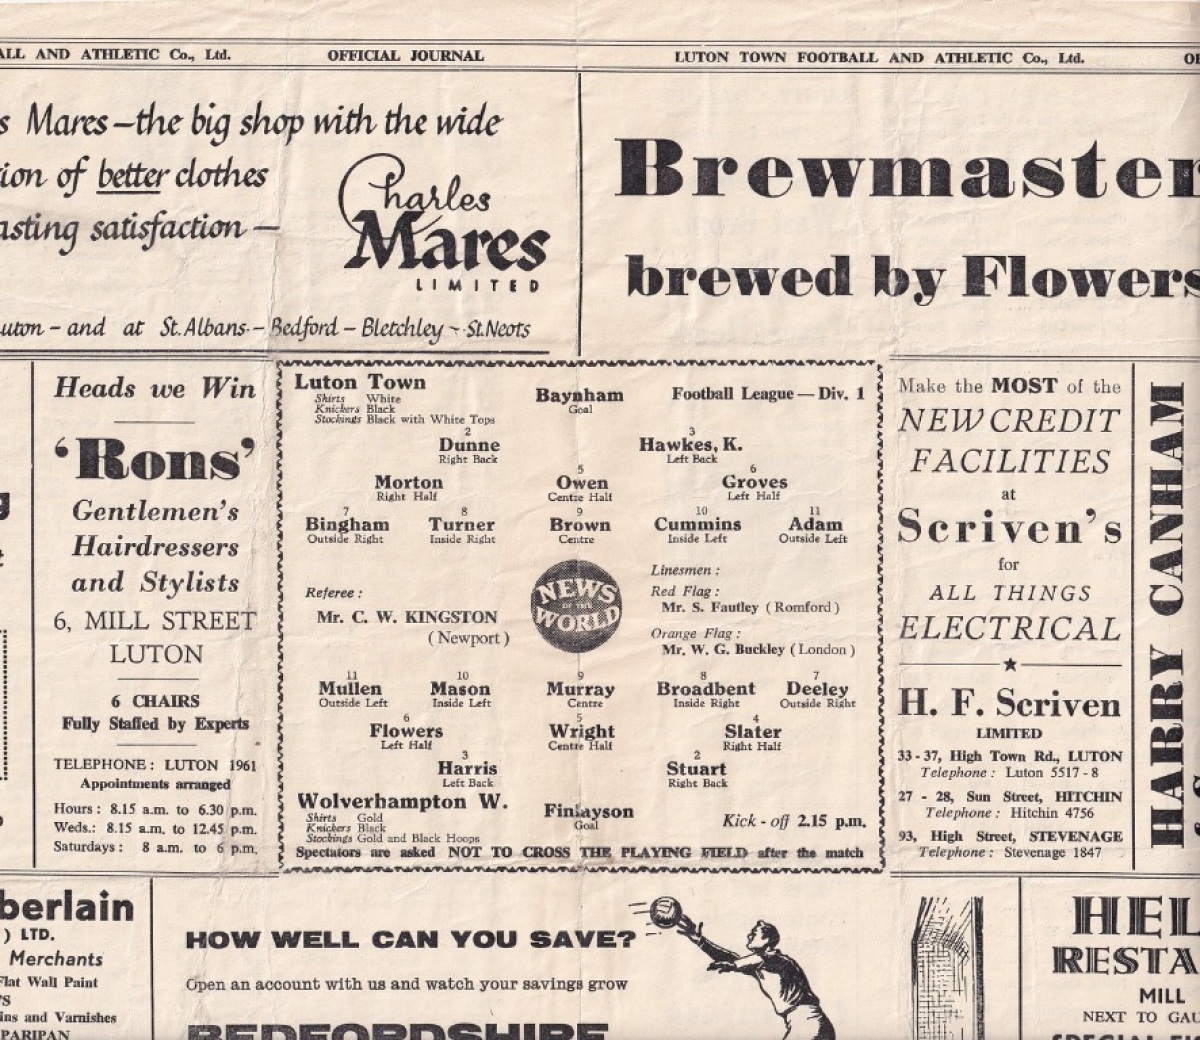 ALL AND ATHLETIC Co., Ltd.
OFFICIAL JOURNAL
LUTON TOWN FOOTBALL AND ATHLETIC Co., Ltd.
s Mares – the big shop with the wide
ion of better clothes
asting satisfaction –
Charles
Mares
LIMITED
uton – and at St. Albans – Bedford – Bletchley – St. Neots
Brewmaster
brewed by Flowers
Heads we Win
'Rons'
Gentlemen's
Hairdressers
and Stylists
6, MILL STREET
LUTON
6 CHAIRS
Fully Staffed by Experts
TELEPHONE: LUTON 1961
Appointments arranged
Hours: 8.15 a.m. to 6.30 p.m.
Weds.: 8.15 a.m. to 12.45 p.m.
Saturdays: 8 a.m. to 6 p.m.
Luton Town
Shirts White
Knickers Black
Stockings Black with White Tops
Baynham
Goal
Football League — Div. 1
2 3
Dunne Hawkes, K.
Right Back Left Back
5 6
Morton Owen Groves
Right Half Centre Half Left Half
7 8 9 10 11
Bingham Turner Brown Cummins Adam
Outside Right Inside Right Centre Inside Left Outside Left
Referee:
Mr. C. W. KINGSTON
(Newport)
NEWS
OF THE
WORLD
Linesmen:
Red Flag:
Mr. S. Fautley (Romford)
Orange Flag:
Mr. W. G. Buckley (London)
11 10 9 8 7
Mullen Mason Murray Broadbent Deeley
Outside Left Inside Left Centre Inside Right Outside Right
6 5 4
Flowers Wright Slater
Left Half Centre Half Right Half
3 2
Harris Stuart
Left Back Right Back
Wolverhampton W.
Shirts Gold
Knickers Black
Stockings Gold and Black Hoops
Finlayson
Goal
Kick - off 2.15 p.m.
Spectators are asked NOT TO CROSS THE PLAYING FIELD after the match
Make the MOST of the
NEW CREDIT
FACILITIES
at
Scriven's
for
ALL THINGS
ELECTRICAL
H. F. Scriven
LIMITED
33 - 37, High Town Rd., LUTON
Telephone: Luton 5517 - 8
27 - 28, Sun Street, HITCHIN
Telephone: Hitchin 4756
93, High Street, STEVENAGE
Telephone: Stevenage 1847
HARRY CANHAM
berlain
) LTD.
Merchants
Flat Wall Paint
ins and Varnishes
PARIPAN
HOW WELL CAN YOU SAVE?
Open an account with us and watch your savings grow
BEDFORDSHIRE
HEL
RESTA
MILL
NEXT TO GAU